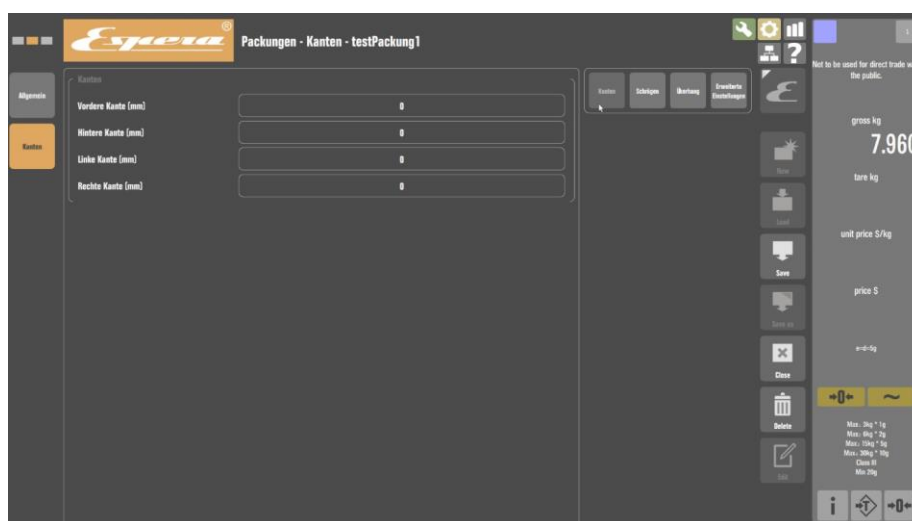 Espera®
Packungen - Kanten - testPackung1
?
1
Not to be used for direct trade w
the public.
Allgemein
Kanten
Kanten
Vordere Kante [mm]
0
Hintere Kante [mm]
0
Linke Kante [mm]
0
Rechte Kante [mm]
0
Kanten
Schrägen
Überhang
Erweiterte
Einstellungen
New
Load
Save
Save as
Close
Delete
Edit
gross kg
7.960
tare kg
unit price S/kg
price S
e=d=5g
→0←
~
Max.: 3kg * 1g
Max.: 6kg * 2g
Max.: 15kg * 5g
Max.: 30kg * 10g
Class III
Min 20g
i
→T
→0←